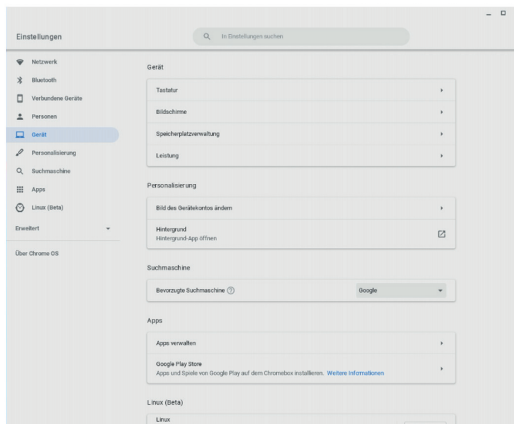 Einstellungen
In Einstellungen suchen
Netzwerk
Bluetooth
Verbundene Geräte
Personen
Gerät
Personalisierung
Suchmaschine
Apps
Linux (Beta)
Erweitert
Über Chrome OS
Gerät
Tastatur
Bildschirme
Speicherplatzverwaltung
Leistung
Personalisierung
Bild des Gerätekontos ändern
Hintergrund
Hintergrund-App öffnen
Suchmaschine
Bevorzugte Suchmaschine
Google
Apps
Apps verwalten
Google Play Store
Apps und Spiele von Google Play auf dem Chromebox installieren. Weitere Informationen
Linux (Beta)
Linux